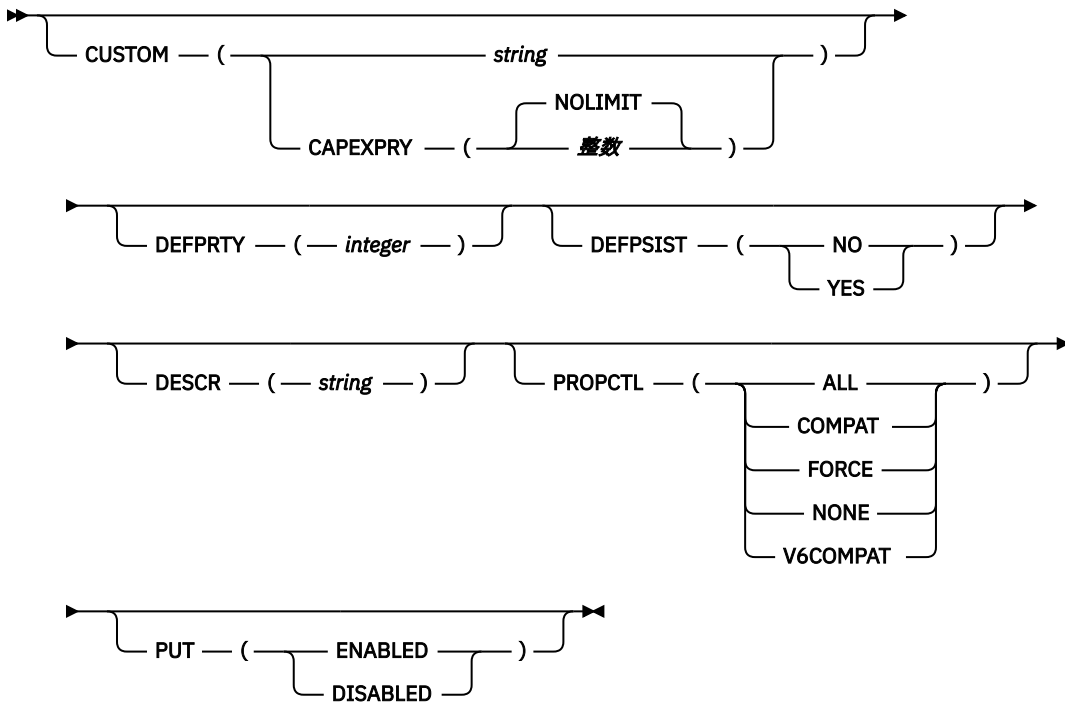 CUSTOM ( string )
NOLIMIT
CAPEXPRY ( 整数 )
DEFPRTY ( integer ) DEFPSIST ( NO )
YES
DESCR ( string ) PROPCTL ( ALL )
COMPAT
FORCE
NONE
V6COMPAT
PUT ( ENABLED )
DISABLED